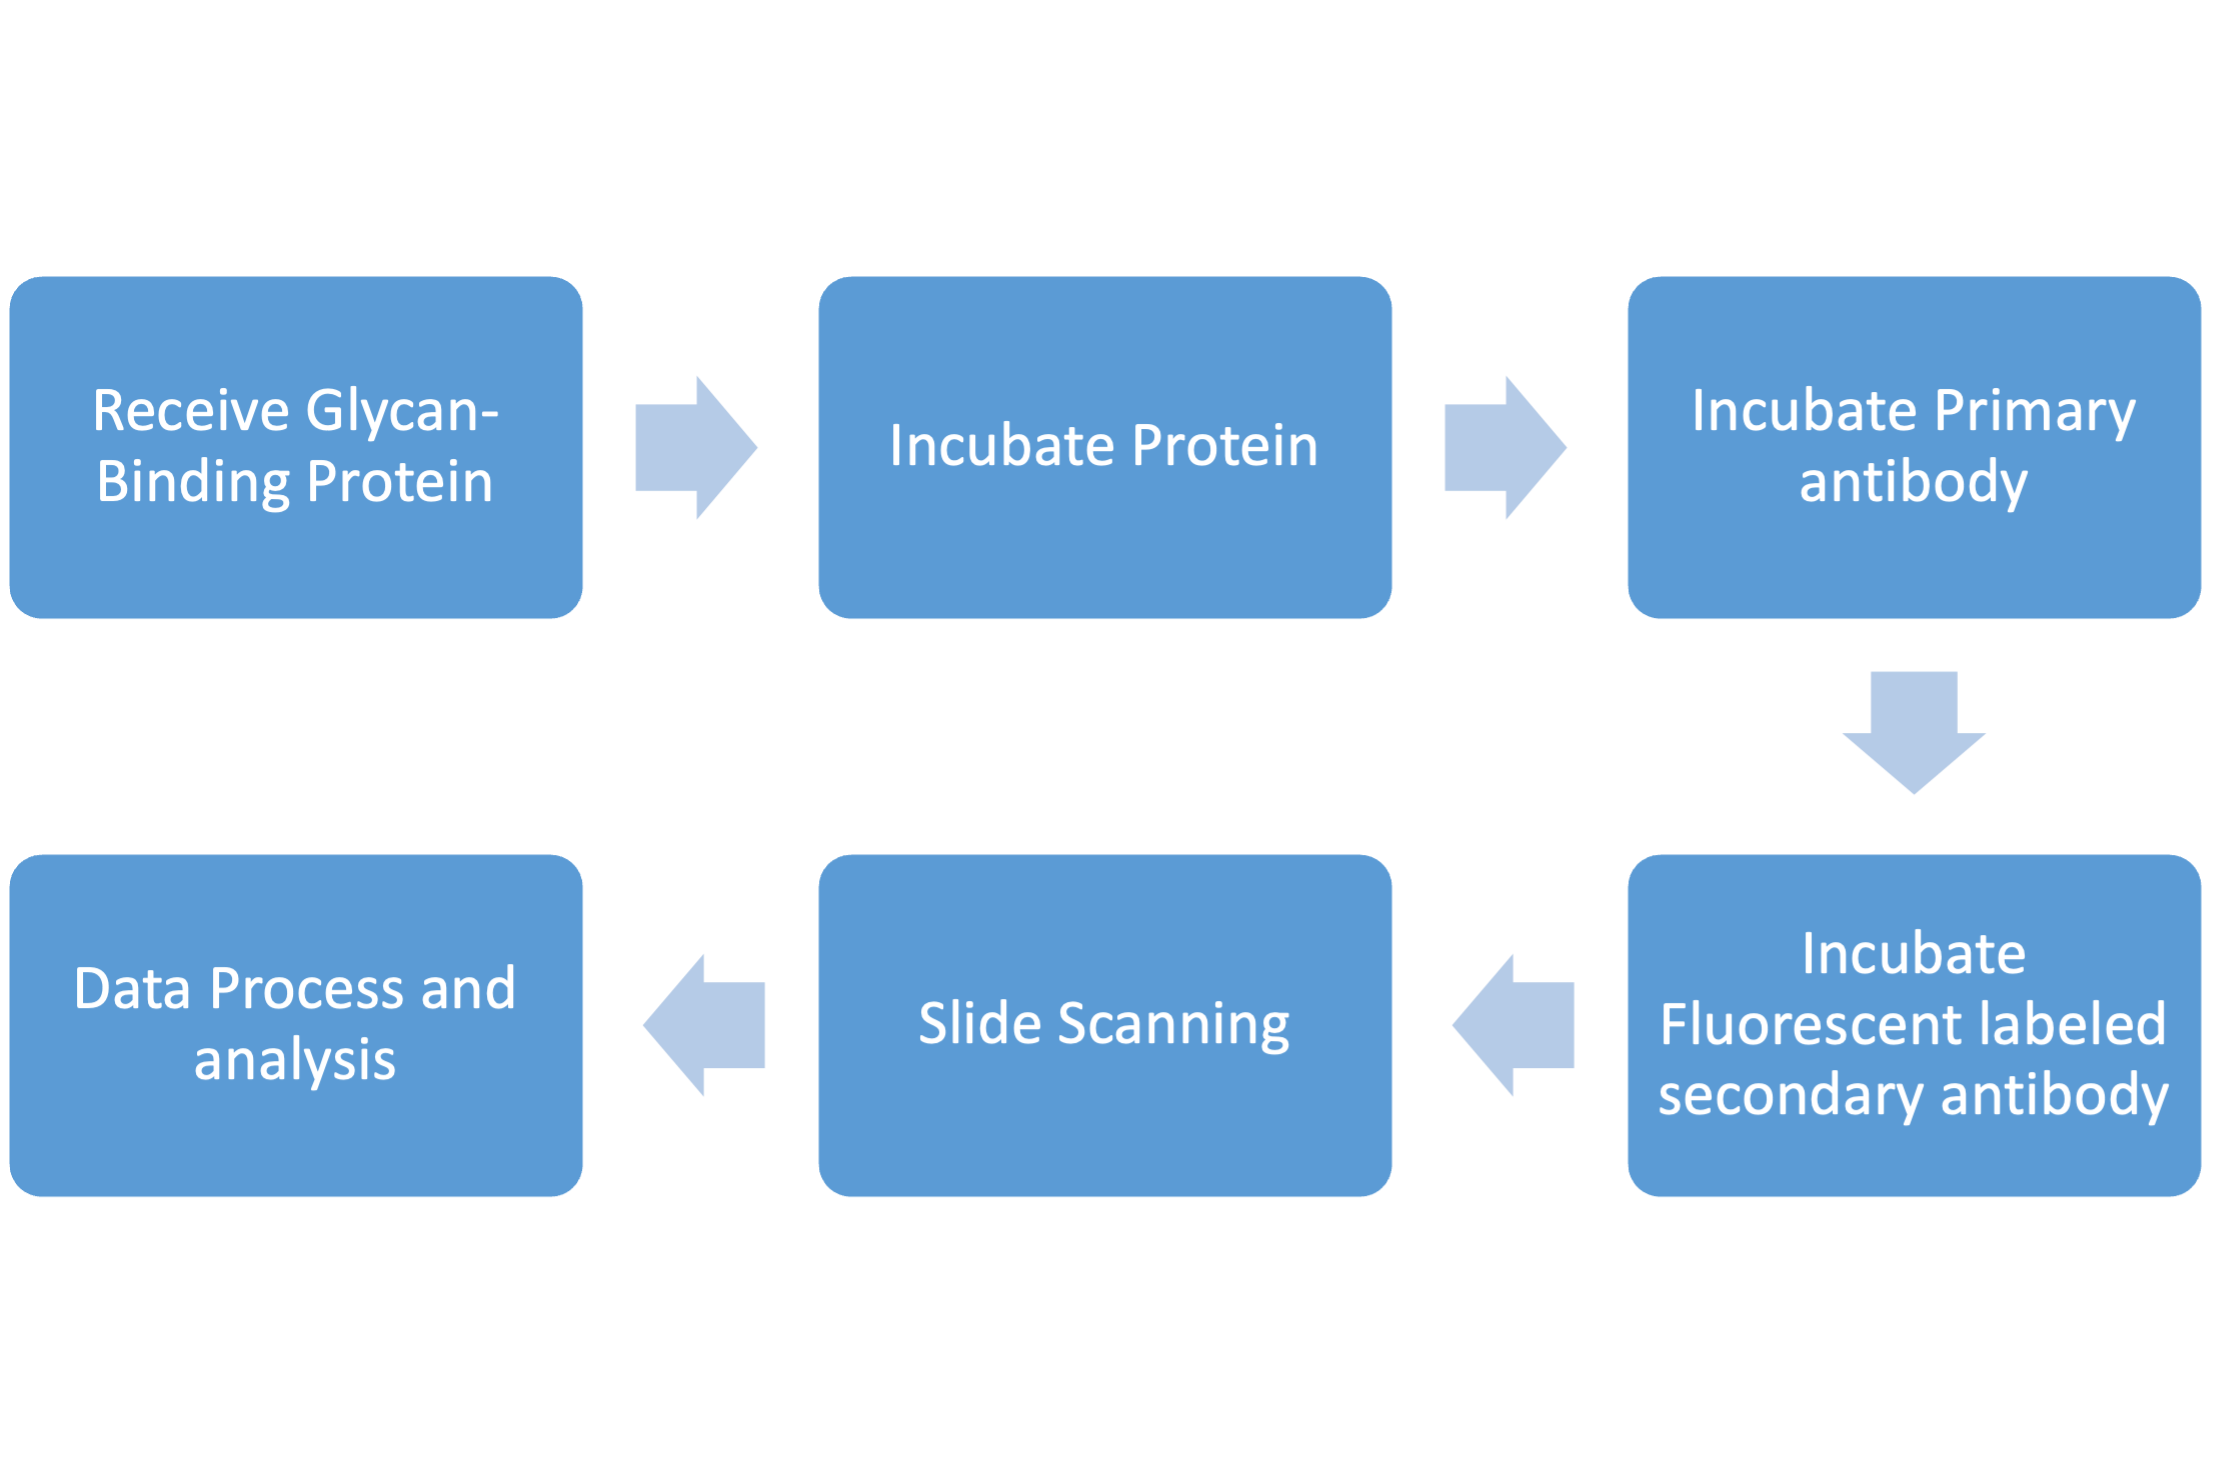 Receive Glycan-
Binding Protein
Incubate Protein
Incubate Primary
antibody
Incubate
Fluorescent labeled
secondary antibody
Slide Scanning
Data Process and
analysis